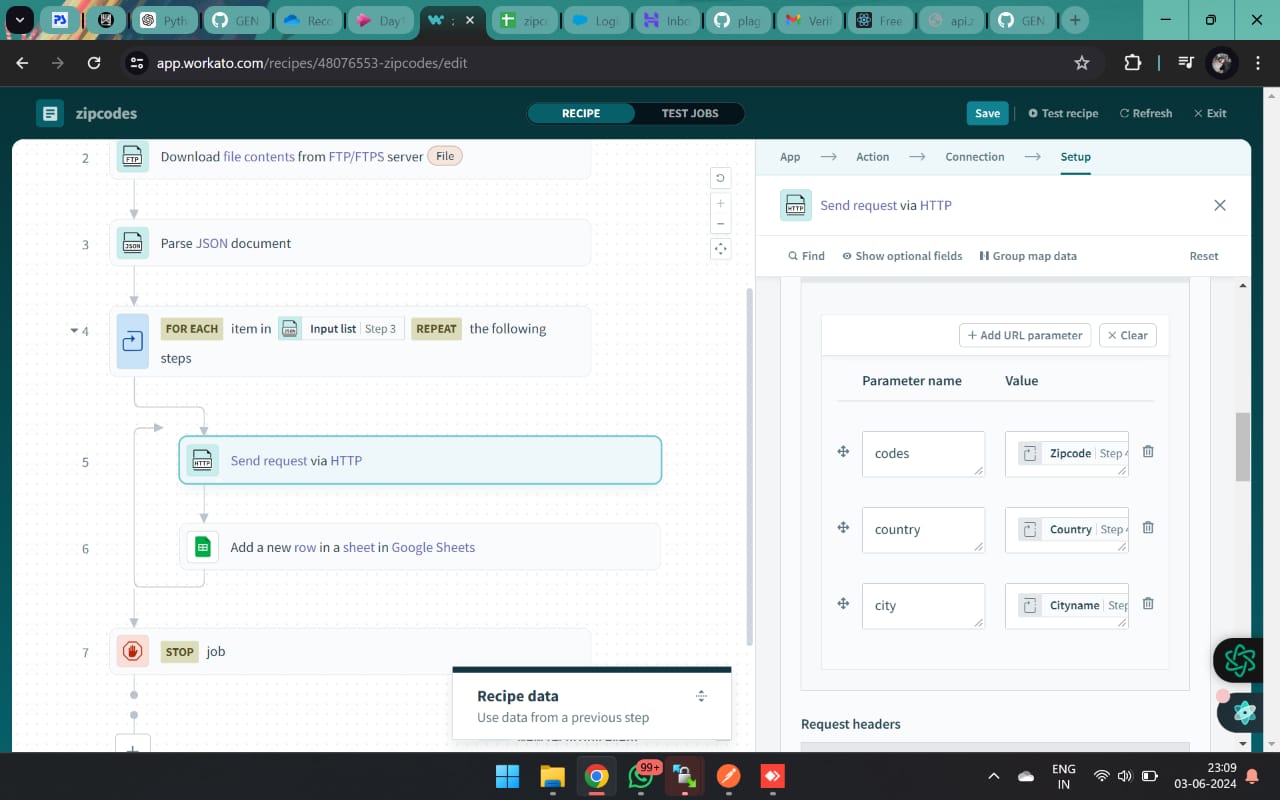 PS
Pyth
GEN
Reco
Day1
:
zipc
Logi
Inbo
plag
Verif
Free
api.z
GEN
app.workato.com/recipes/48076553-zipcodes/edit
zipcodes
RECIPE
TEST JOBS
Save
Test recipe
Refresh
Exit
2
FTP
Download file contents from FTP/FTPS server
File
3
JSON
Parse JSON document
4
FOR EACH item in JSON Input list Step 3 REPEAT the following
steps
5
HTTP
Send request via HTTP
6
Add a new row in a sheet in Google Sheets
7
STOP job
Recipe data
Use data from a previous step
App
Action
Connection
Setup
HTTP
Send request via HTTP
Find
Show optional fields
Group map data
Reset
+ Add URL parameter
Clear
Parameter name
Value
codes
Zipcode Step 4
country
Country Step 4
city
Cityname Step
Request headers
99+
ENG
IN
23:09
03-06-2024